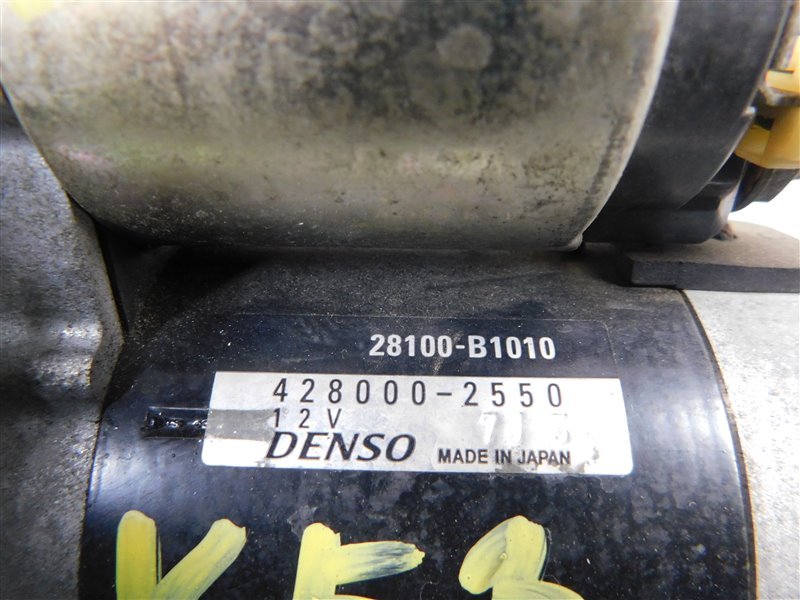 28100-B1010
428000-2550
12V
DENSO MADE IN JAPAN